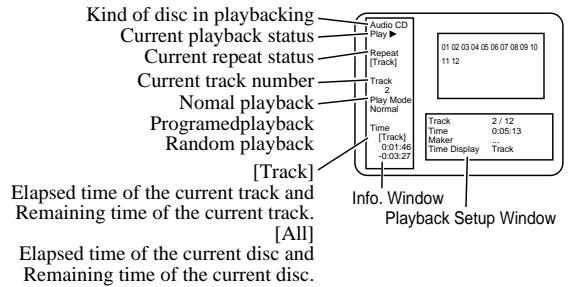 Kind of disc in playbacking
Current playback status
Current repeat status
Current track number
Nomal playback
Programedplayback
Random playback
[Track]
Elapsed time of the current track and
Remaining time of the current track.
[All]
Elapsed time of the current disc and
Remaining time of the current disc.
Audio CD
Play ▶
Repeat
[Track]
Track
2
Play Mode
Normal
Time
[Track]
0:01:46
-0:03:27
01 02 03 04 05 06 07 08 09 10
11 12
Track 2 / 12
Time 0:05:13
Maker ...
Time Display Track
Info. Window
Playback Setup Window